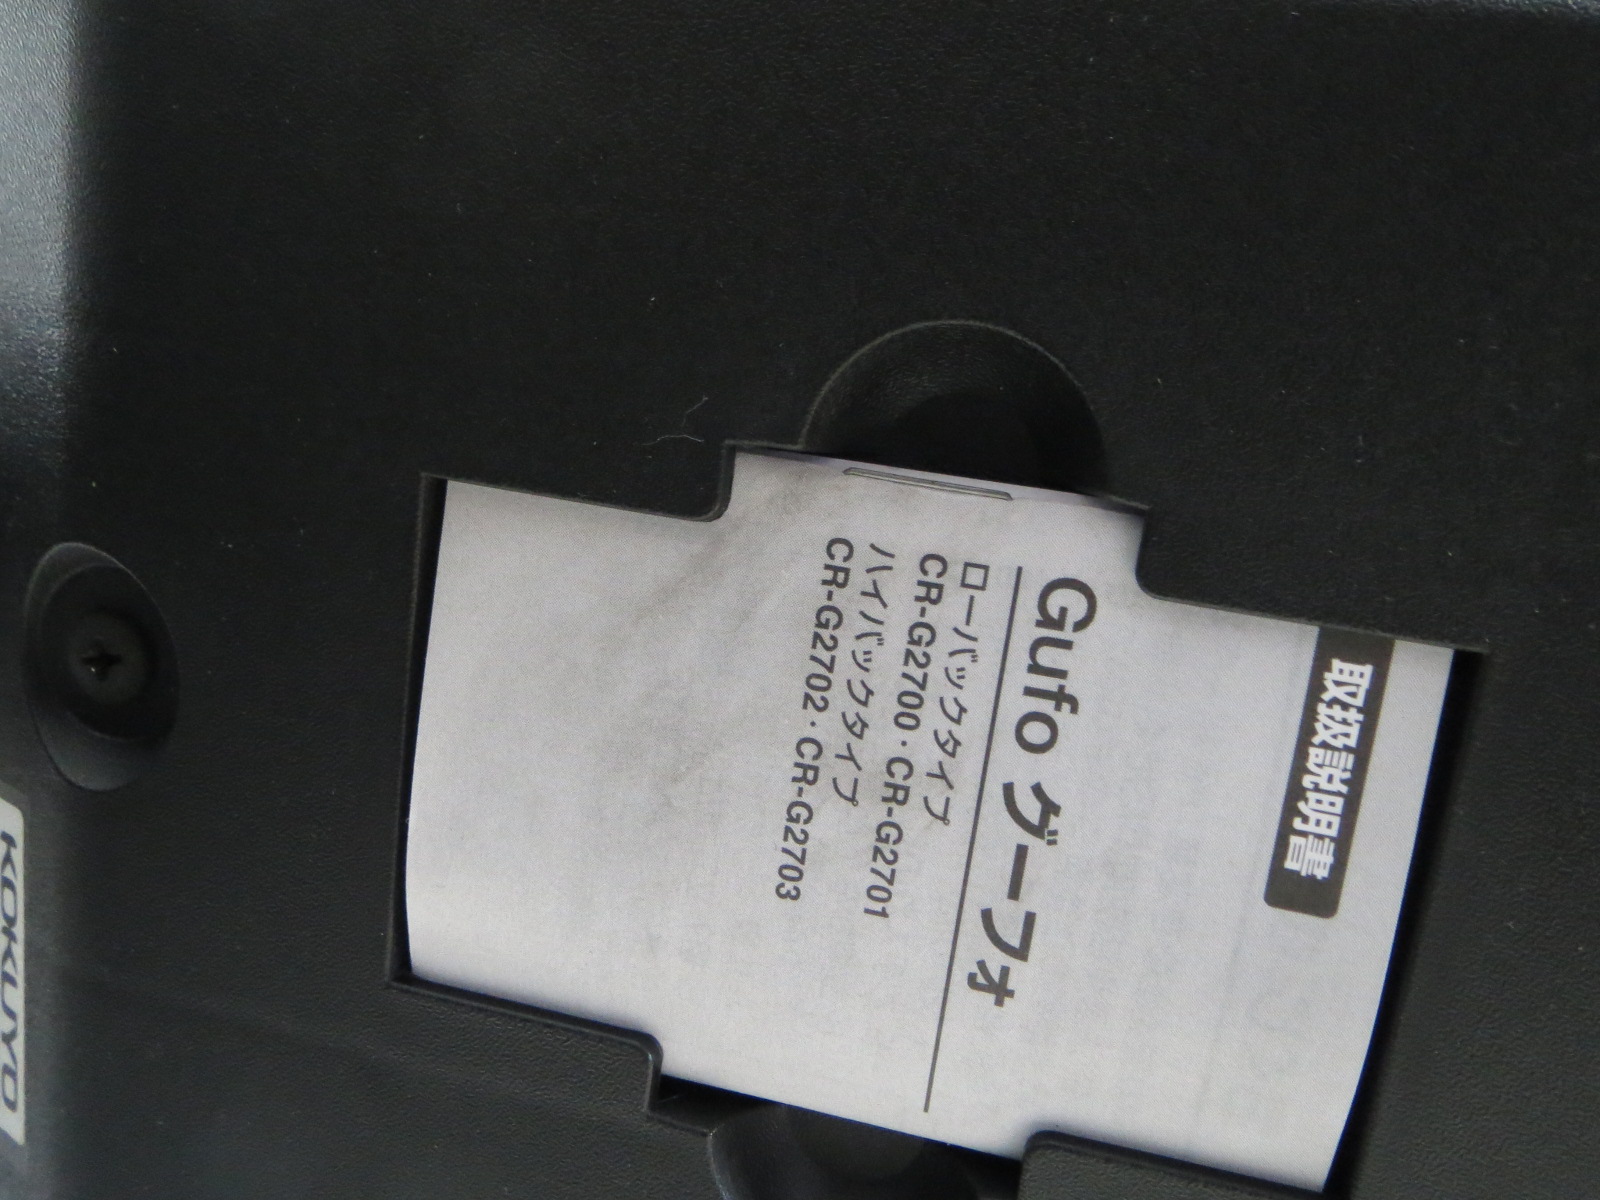 取扱説明書
Gufo グーフォ
ローバックタイプ
CR-G2700・CR-G2701
ハイバックタイプ
CR-G2702・CR-G2703
KOKUYO